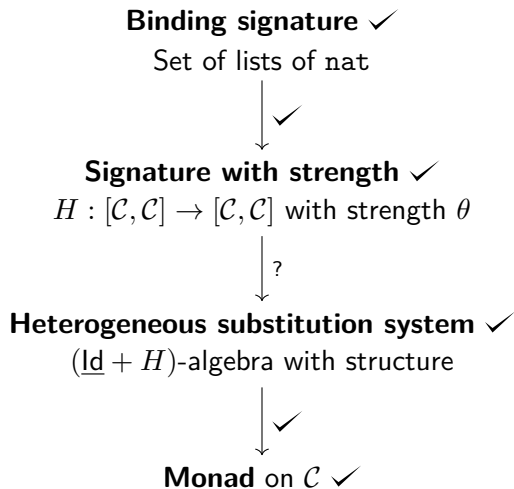 Binding signature ✓
Set of lists of nat
✓
Signature with strength ✓
H : [𝒞, 𝒞] → [𝒞, 𝒞] with strength θ
?
Heterogeneous substitution system ✓
(Id + H)-algebra with structure
✓
Monad on 𝒞 ✓